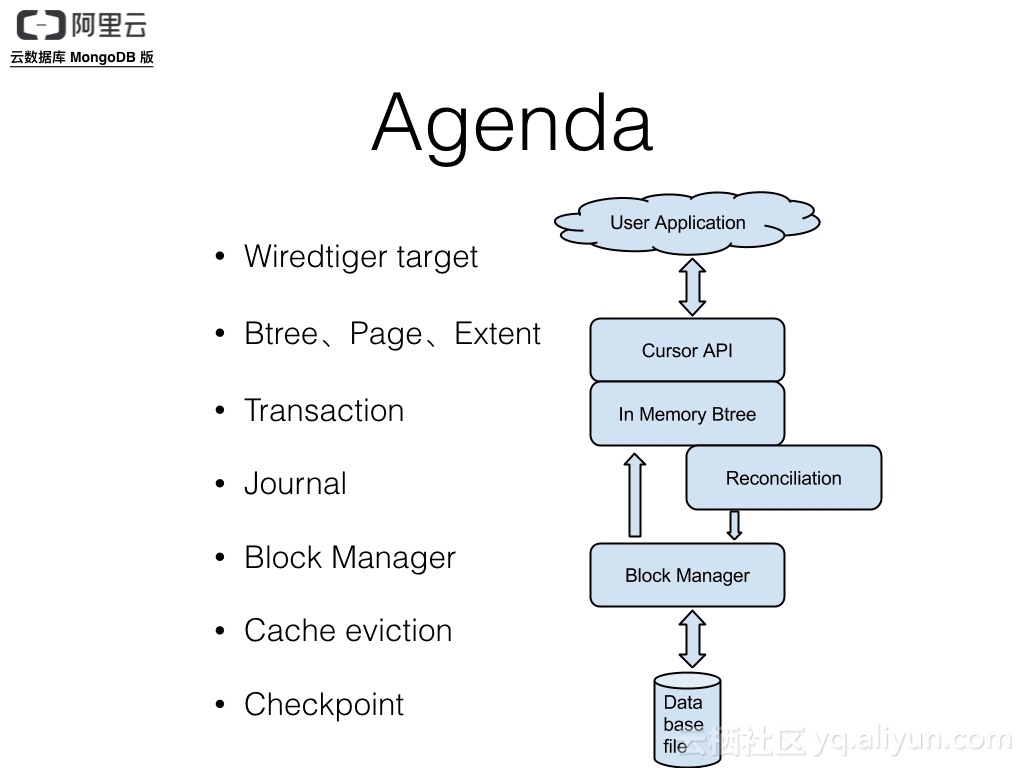 阿里云
云数据库 MongoDB 版
Agenda
• Wiredtiger target
• Btree、Page、Extent
• Transaction
• Journal
• Block Manager
• Cache eviction
• Checkpoint
User Application
Cursor API
In Memory Btree
Reconciliation
Block Manager
Data
base
file
云栖社区 yq.aliyun.com